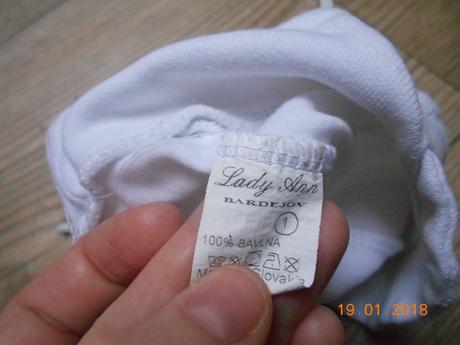 Lady Ann
BARDEJOV
1
100% BAVLNA
19.01.2018